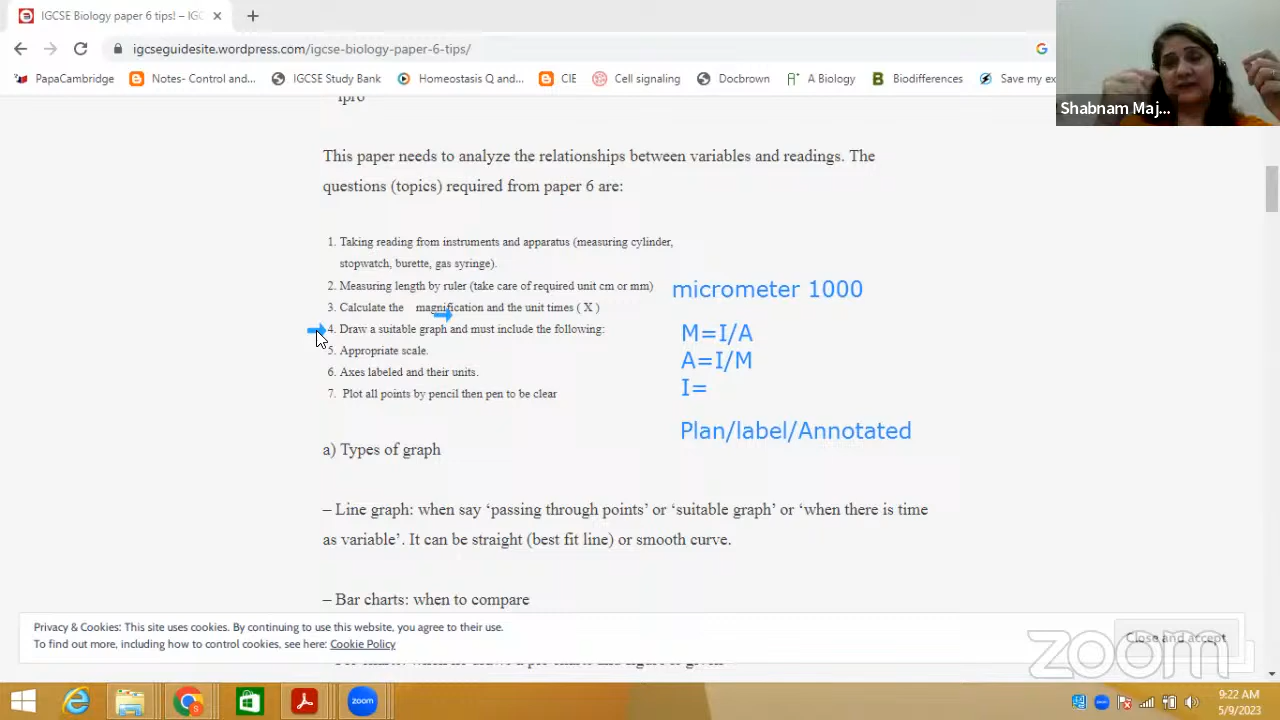 IGCSE Biology paper 6 tips! – IGC
igcseguidesite.wordpress.com/igcse-biology-paper-6-tips/
PapaCambridge Notes- Control and... IGCSE Study Bank Homeostasis Q and... CIE Cell signaling Docbrown A Biology Biodifferences Save my ex
Shabnam Maj...
ipro
This paper needs to analyze the relationships between variables and readings. The
questions (topics) required from paper 6 are:
1. Taking reading from instruments and apparatus (measuring cylinder,
stopwatch, burette, gas syringe).
2. Measuring length by ruler (take care of required unit cm or mm)
micrometer 1000
3. Calculate the magnification and the unit times ( X )
4. Draw a suitable graph and must include the following:
M=I/A
5. Appropriate scale.
A=I/M
6. Axes labeled and their units.
I=
7. Plot all points by pencil then pen to be clear
Plan/label/Annotated
a) Types of graph
– Line graph: when say ‘passing through points’ or ‘suitable graph’ or ‘when there is time
as variable’. It can be straight (best fit line) or smooth curve.
– Bar charts: when to compare
Privacy & Cookies: This site uses cookies. By continuing to use this website, you agree to their use.
To find out more, including how to control cookies, see here: Cookie Policy
Close and accept
zoom
zoom
9:22 AM
5/9/2023